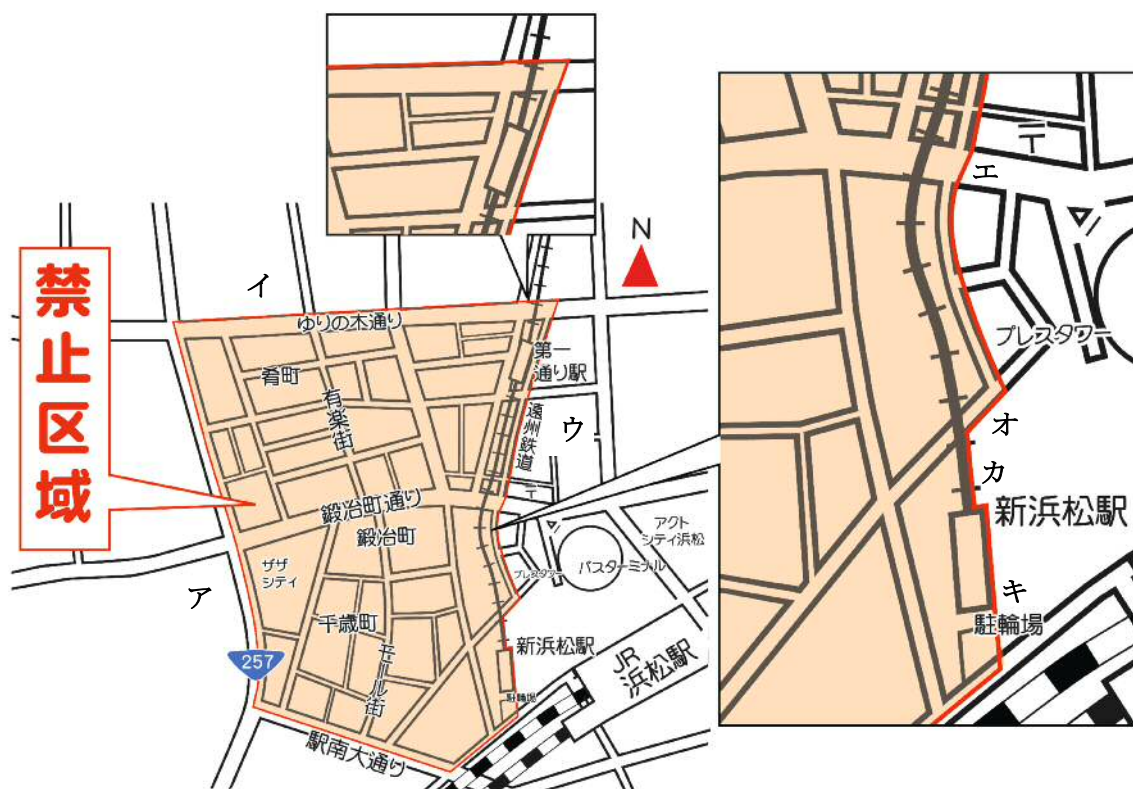 禁止区域
N
イ
ゆりの木通り
肴町
有楽街
第一
通り駅
遠州鉄道
ウ
鍛冶町通り
鍛冶町
ザザ
シティ
ア
千歳町
モール街
257
駅南大通り
〒
プレスタワー
バスターミナル
アクト
シティ浜松
新浜松駅
駐輪場
JR
浜松駅
〒
エ
プレスタワー
オ
カ
新浜松駅
キ
駐輪場